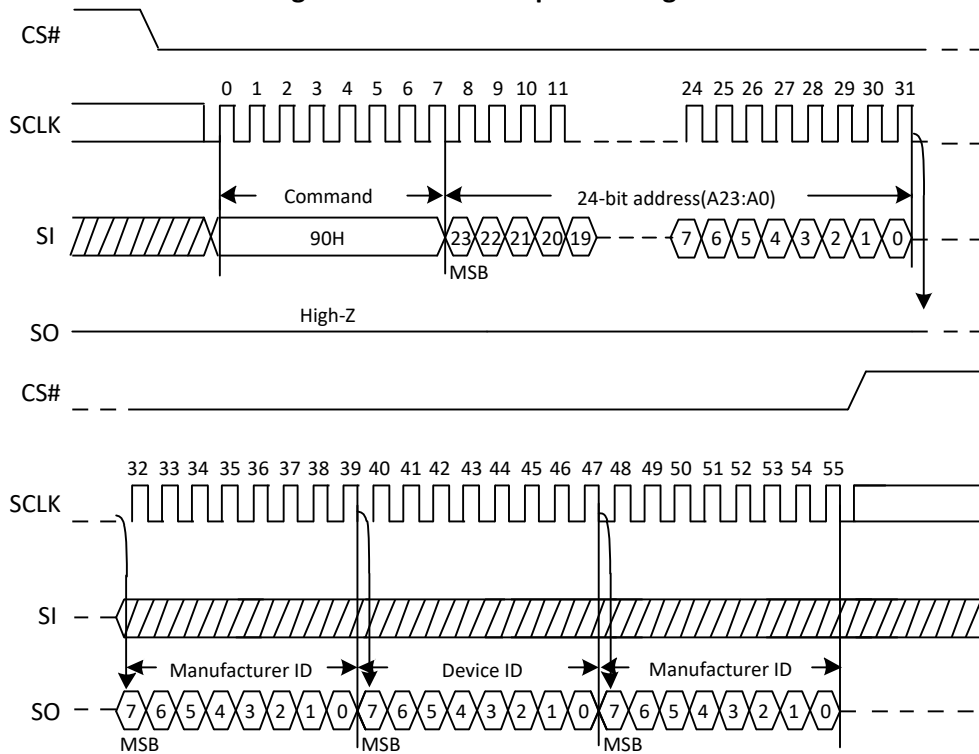 CS#
0 1 2 3 4 5 6 7 8 9 10 11 24 25 26 27 28 29 30 31
SCLK
Command 24-bit address(A23:A0)
SI 90H 23 22 21 20 19 7 6 5 4 3 2 1 0
MSB
High-Z
SO
CS#
32 33 34 35 36 37 38 39 40 41 42 43 44 45 46 47 48 49 50 51 52 53 54 55
SCLK
SI
Manufacturer ID Device ID Manufacturer ID
SO 7 6 5 4 3 2 1 0 7 6 5 4 3 2 1 0 7 6 5 4 3 2 1 0
MSB MSB MSB